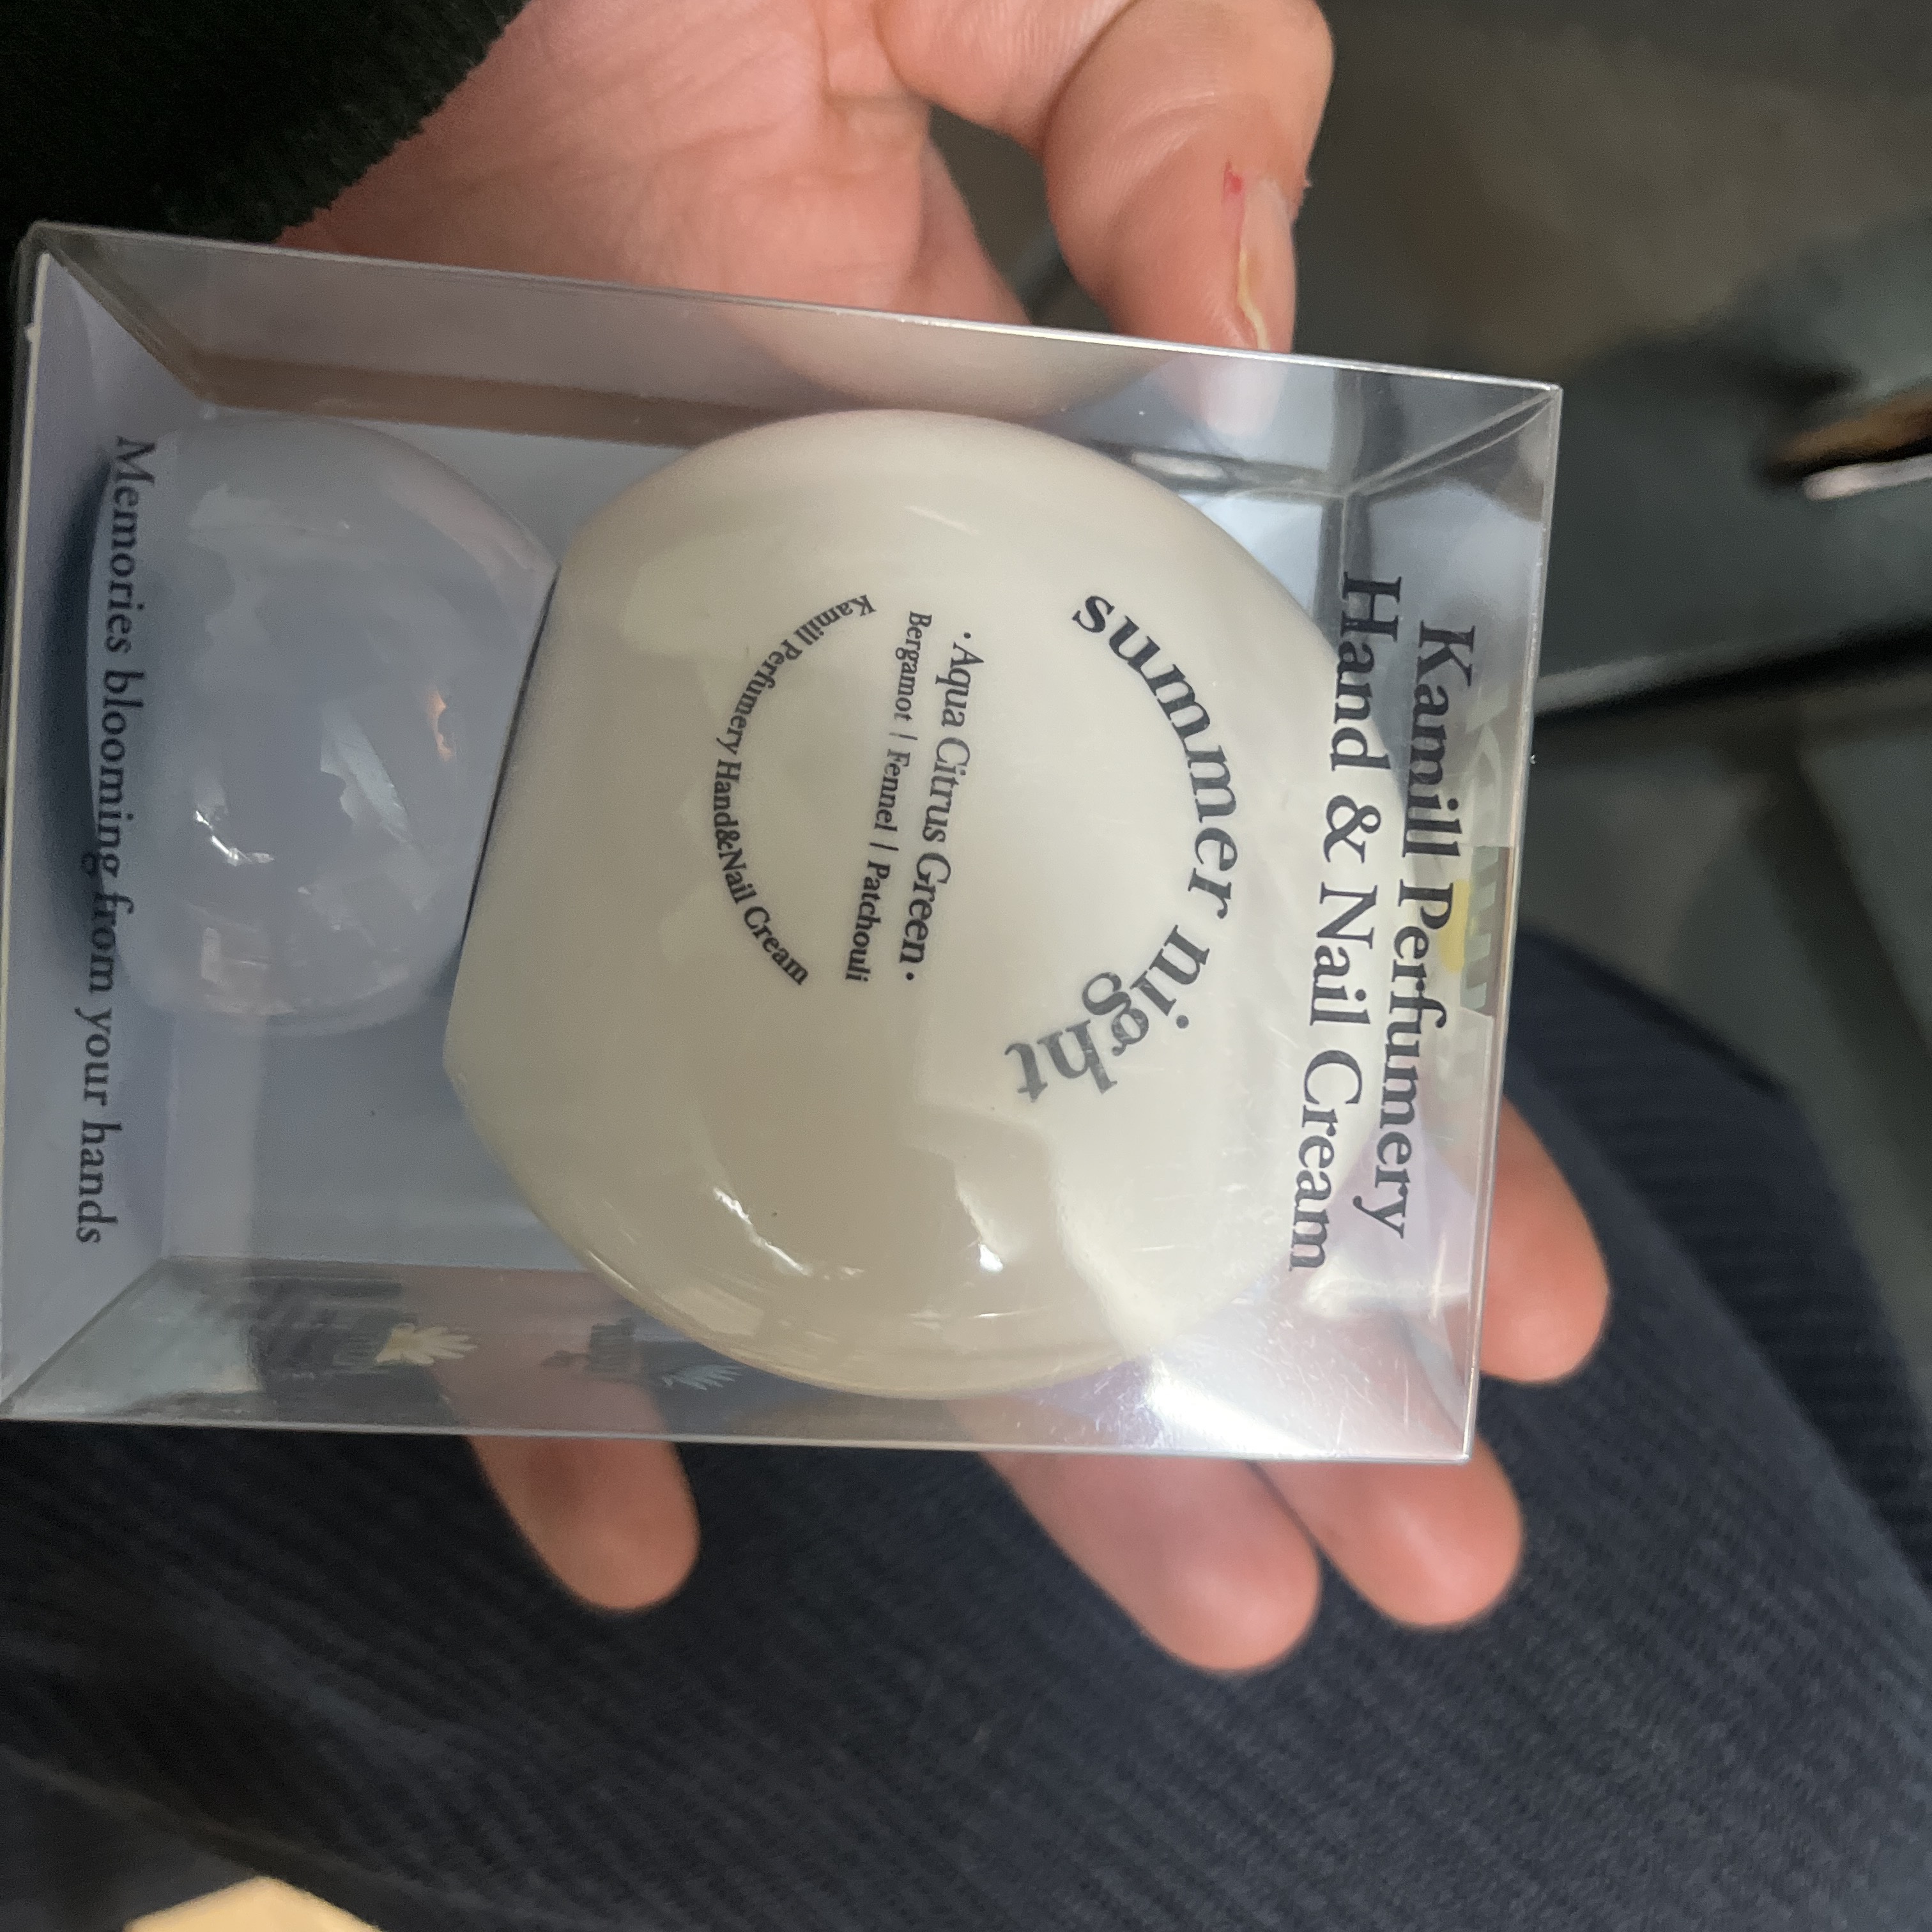 Kamill Perfumery
Hand & Nail Cream
summer night
· Aqua Citrus Green ·
Bergamot | Fennel | Patchouli
Kamill Perfumery Hand&Nail Cream
Memories blooming from your hands